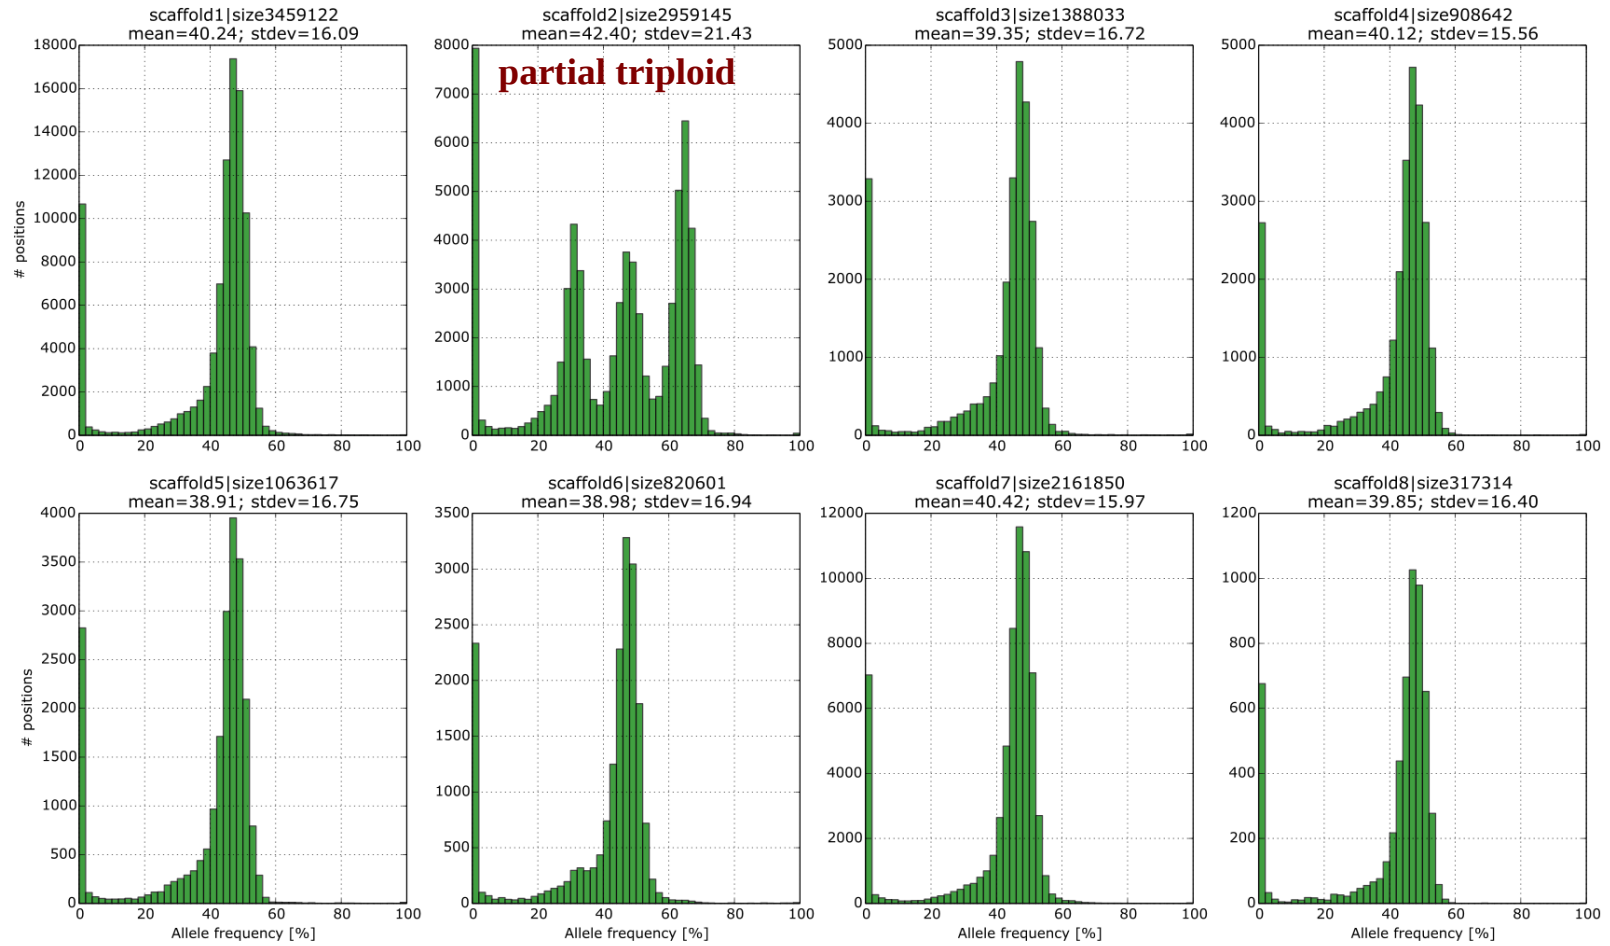 scaffold1|size3459122
mean=40.24; stdev=16.09
18000
16000
14000
12000
10000
8000
6000
4000
2000
0
# positions
0 20 40 60 80 100
scaffold2|size2959145
mean=42.40; stdev=21.43
partial triploid
8000
7000
6000
5000
4000
3000
2000
1000
0
0 20 40 60 80 100
scaffold3|size1388033
mean=39.35; stdev=16.72
5000
4000
3000
2000
1000
0
0 20 40 60 80 100
scaffold4|size908642
mean=40.12; stdev=15.56
5000
4000
3000
2000
1000
0
0 20 40 60 80 100
scaffold5|size1063617
mean=38.91; stdev=16.75
4000
3500
3000
2500
2000
1500
1000
500
0
# positions
0 20 40 60 80 100
Allele frequency [%]
scaffold6|size820601
mean=38.98; stdev=16.94
3500
3000
2500
2000
1500
1000
500
0
0 20 40 60 80 100
Allele frequency [%]
scaffold7|size2161850
mean=40.42; stdev=15.97
12000
10000
8000
6000
4000
2000
0
0 20 40 60 80 100
Allele frequency [%]
scaffold8|size317314
mean=39.85; stdev=16.40
1200
1000
800
600
400
200
0
0 20 40 60 80 100
Allele frequency [%]